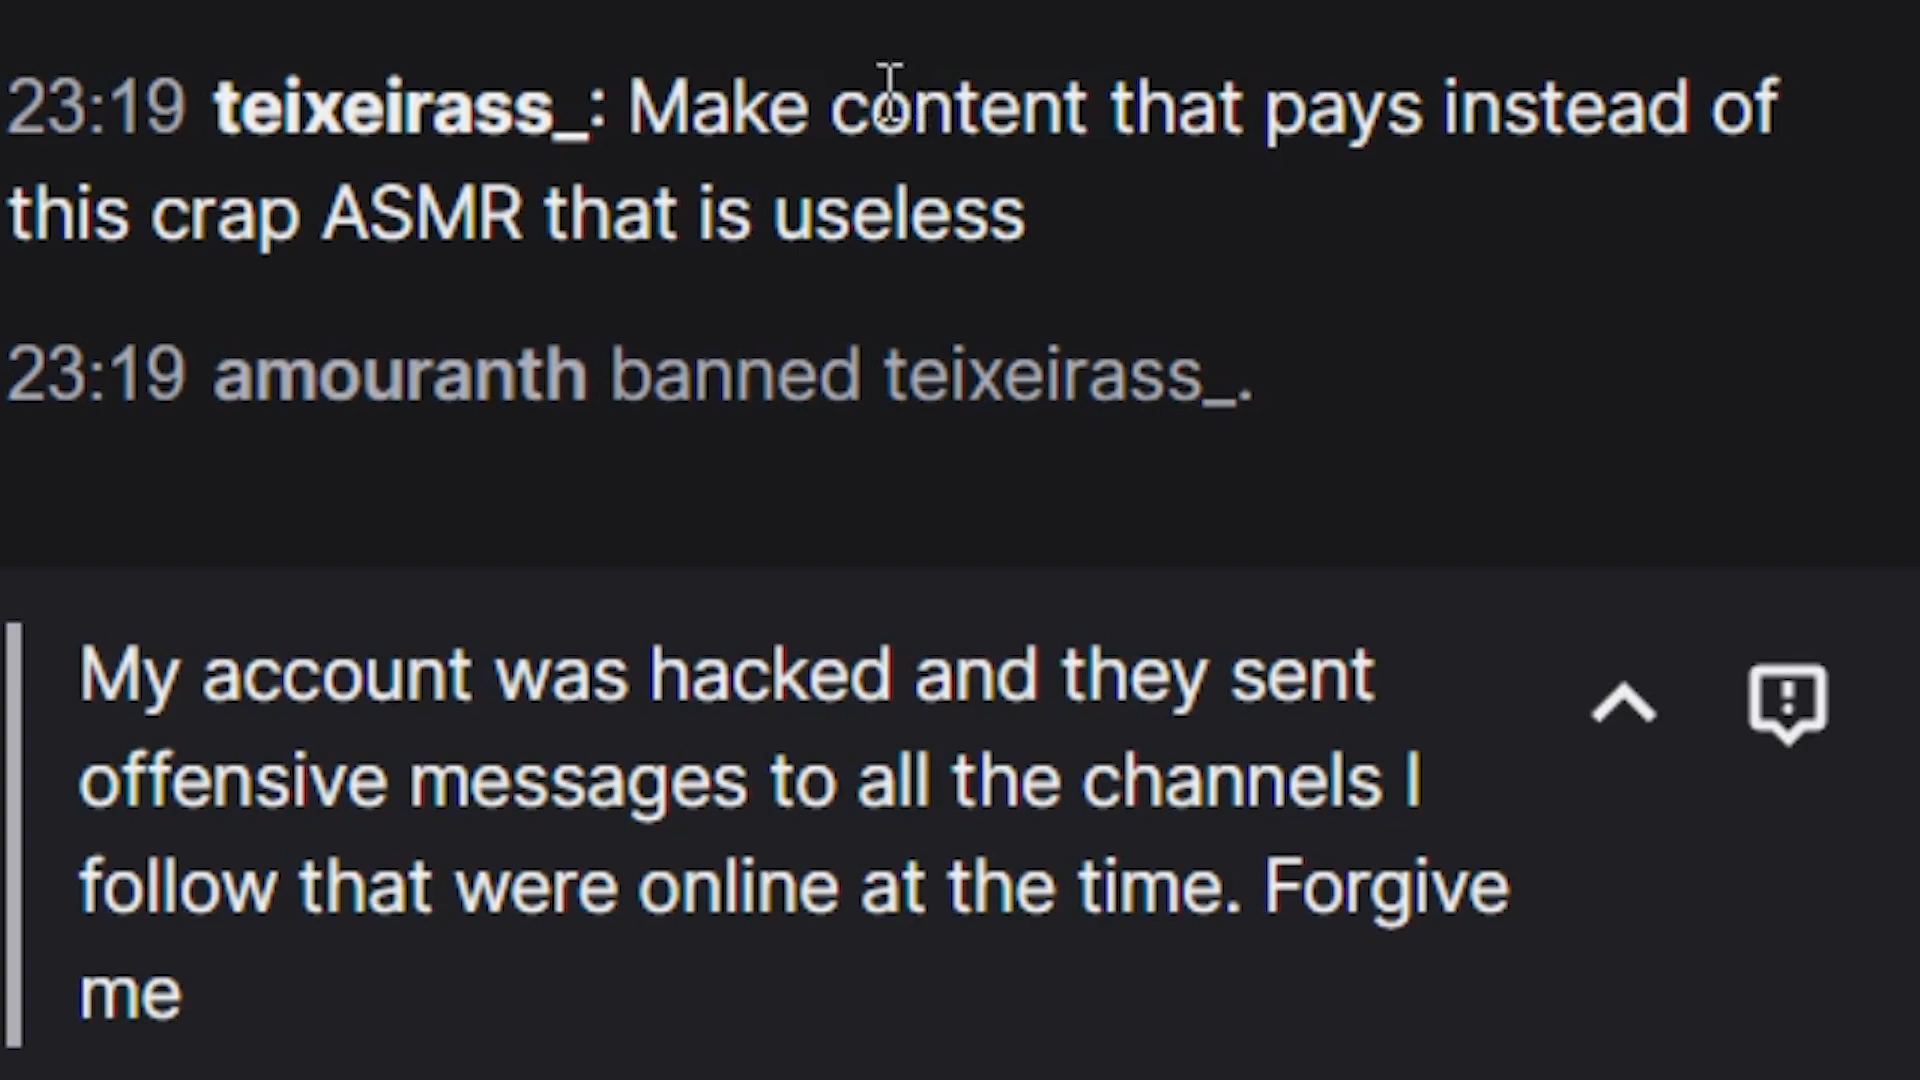 23:19 teixeirass_: Make content that pays instead of
this crap ASMR that is useless
23:19 amouranth banned teixeirass_.
My account was hacked and they sent
offensive messages to all the channels I
follow that were online at the time. Forgive
me